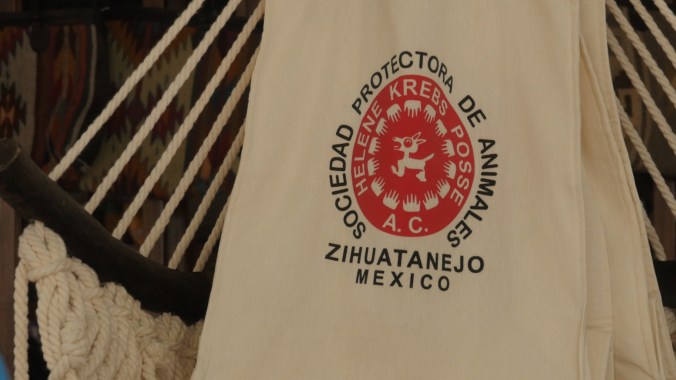 SOCIEDAD PROTECTORA DE ANIMALES
HELENE KREBS POSSE
A. C.
ZIHUATANEJO
MEXICO